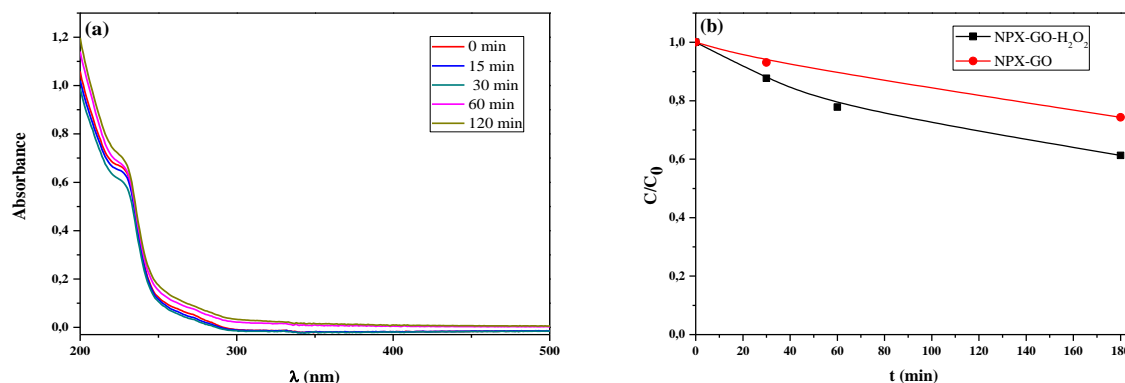 (a)
1,2
1,0
0,8
0,6
0,4
0,2
0,0
Absorbance
200
300
400
500
λ (nm)
0 min
15 min
30 min
60 min
120 min
(b)
1,0
0,8
0,6
0,4
0,2
0,0
C/C₀
0
20
40
60
80
100
120
140
160
180
t (min)
NPX-GO-H₂O₂
NPX-GO